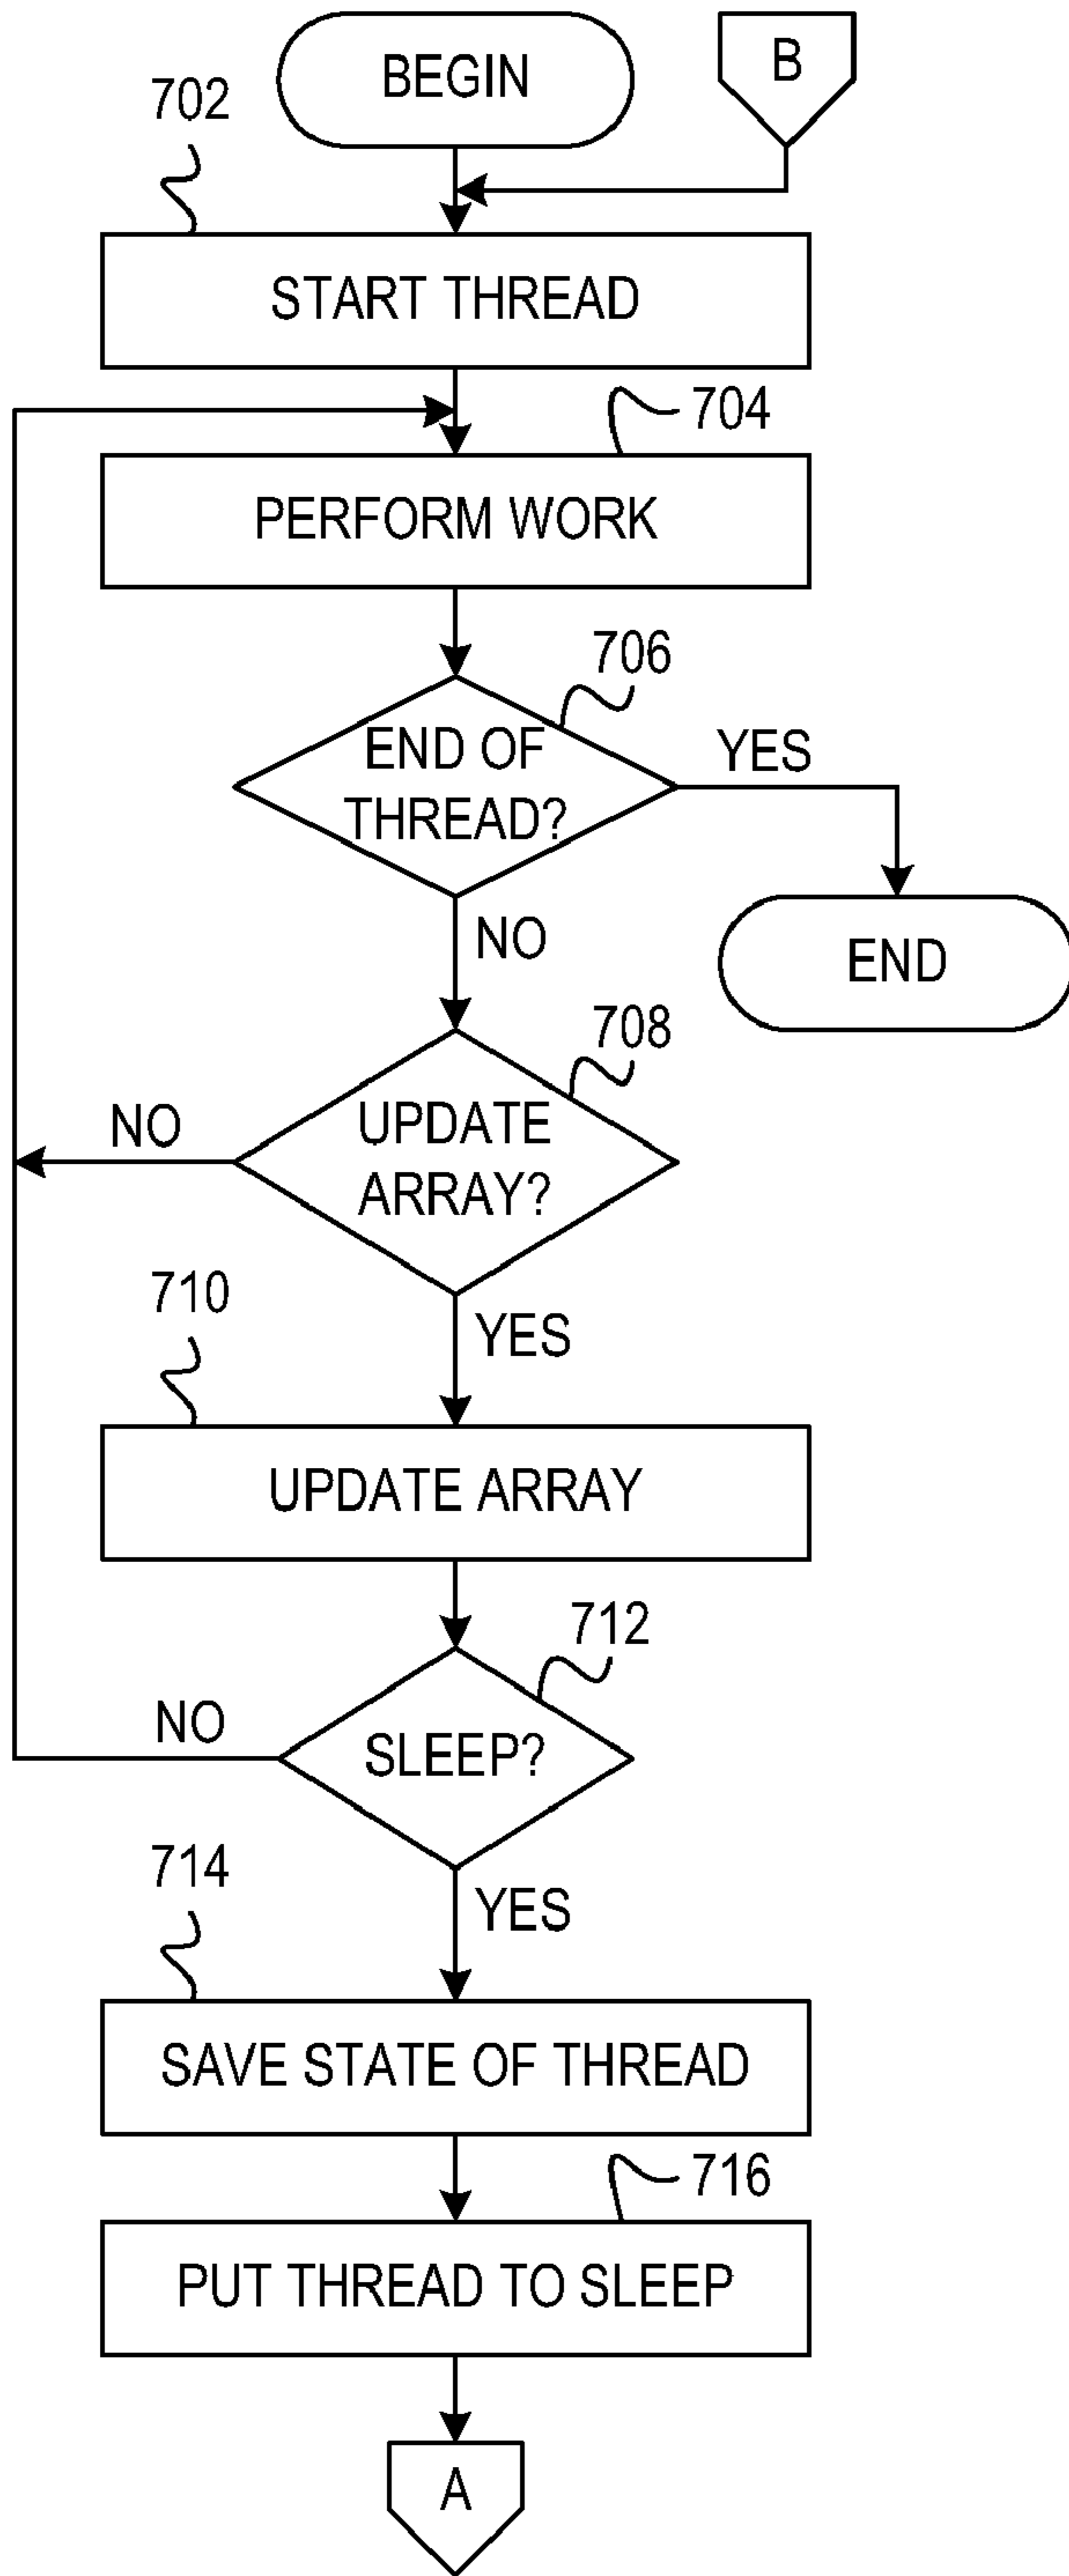 BEGIN
B
702
START THREAD
704
PERFORM WORK
706
END OF
THREAD?
YES
NO
END
708
UPDATE
ARRAY?
NO
710
YES
UPDATE ARRAY
712
SLEEP?
NO
714
YES
SAVE STATE OF THREAD
716
PUT THREAD TO SLEEP
A